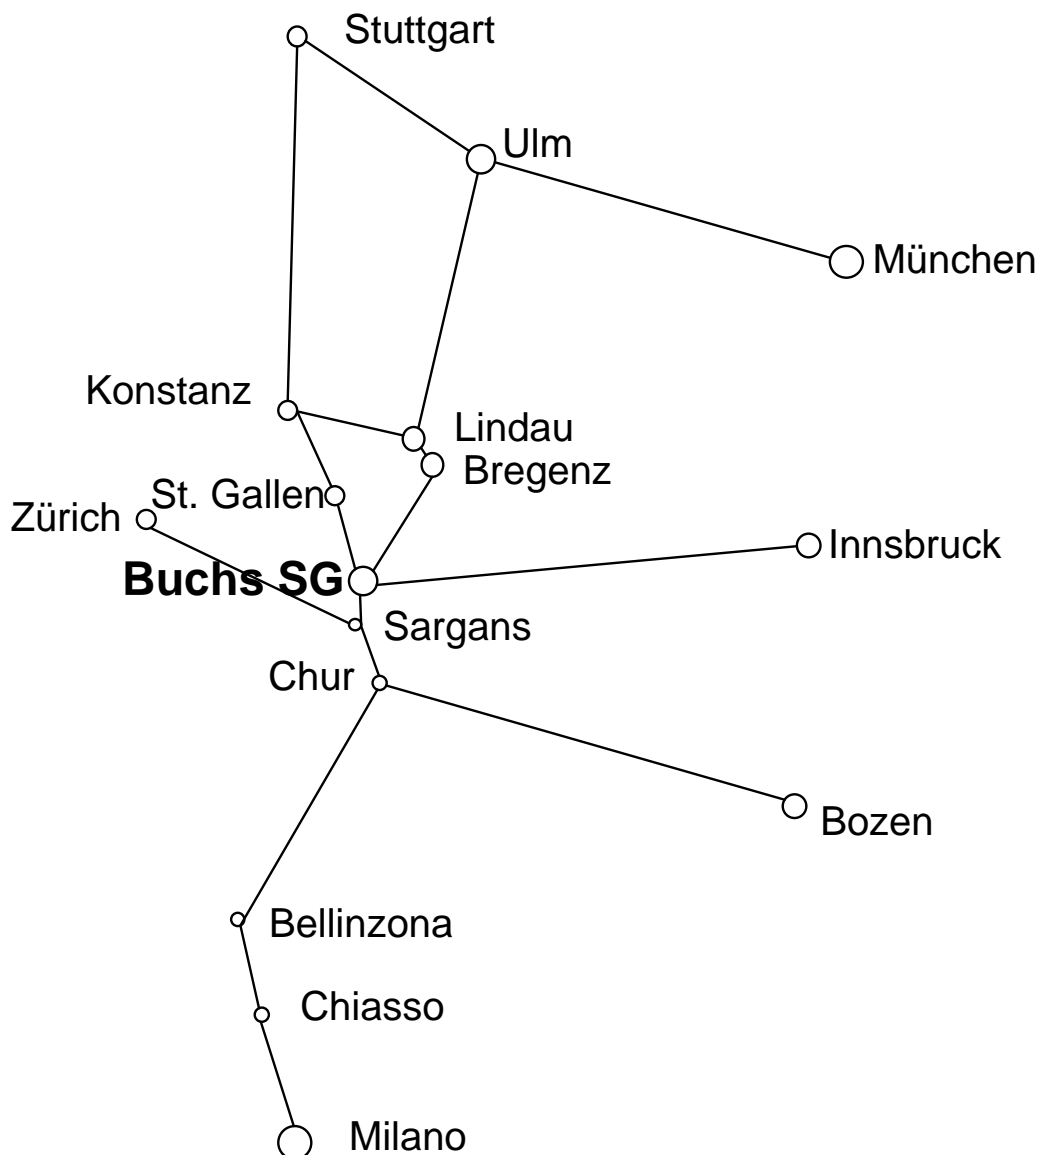 Stuttgart
Ulm
München
Konstanz
Lindau
Bregenz
St. Gallen
Zürich
Innsbruck
Buchs SG
Sargans
Chur
Bozen
Bellinzona
Chiasso
Milano